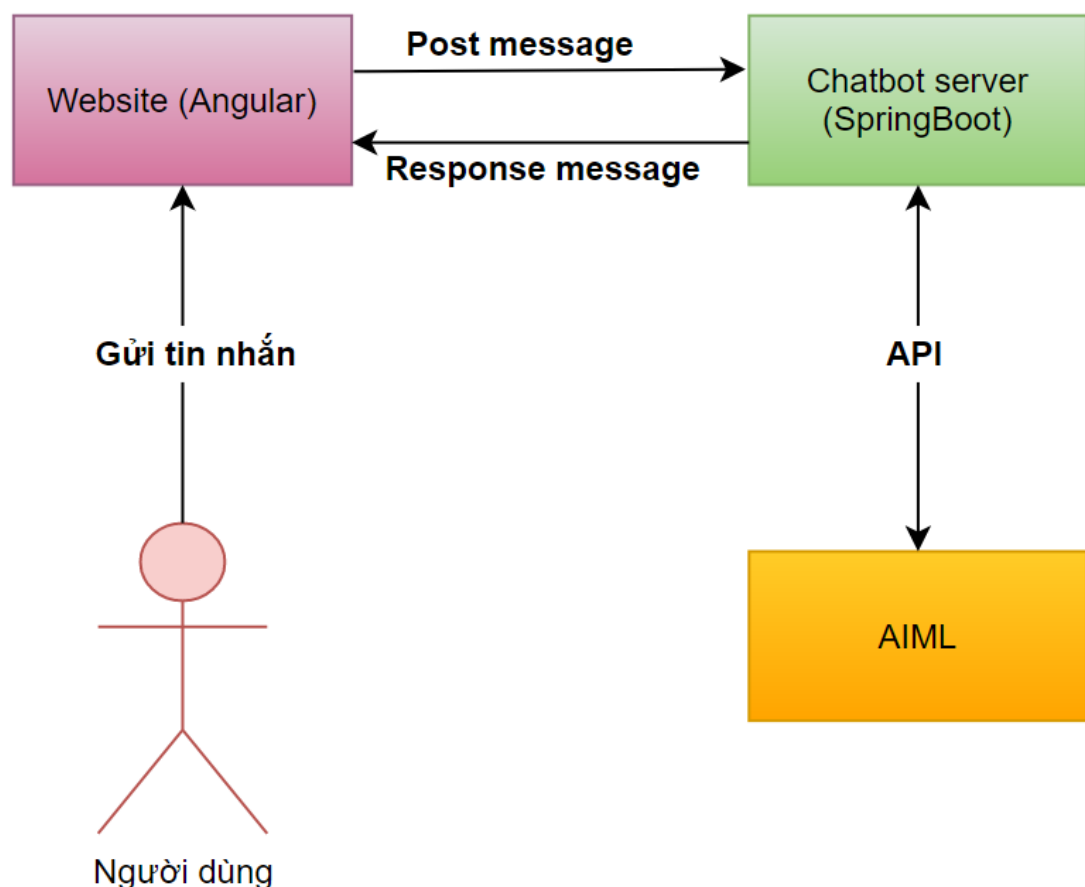 Post message
Website (Angular)
Chatbot server
(SpringBoot)
Response message
Gửi tin nhắn
API
AIML
Người dùng